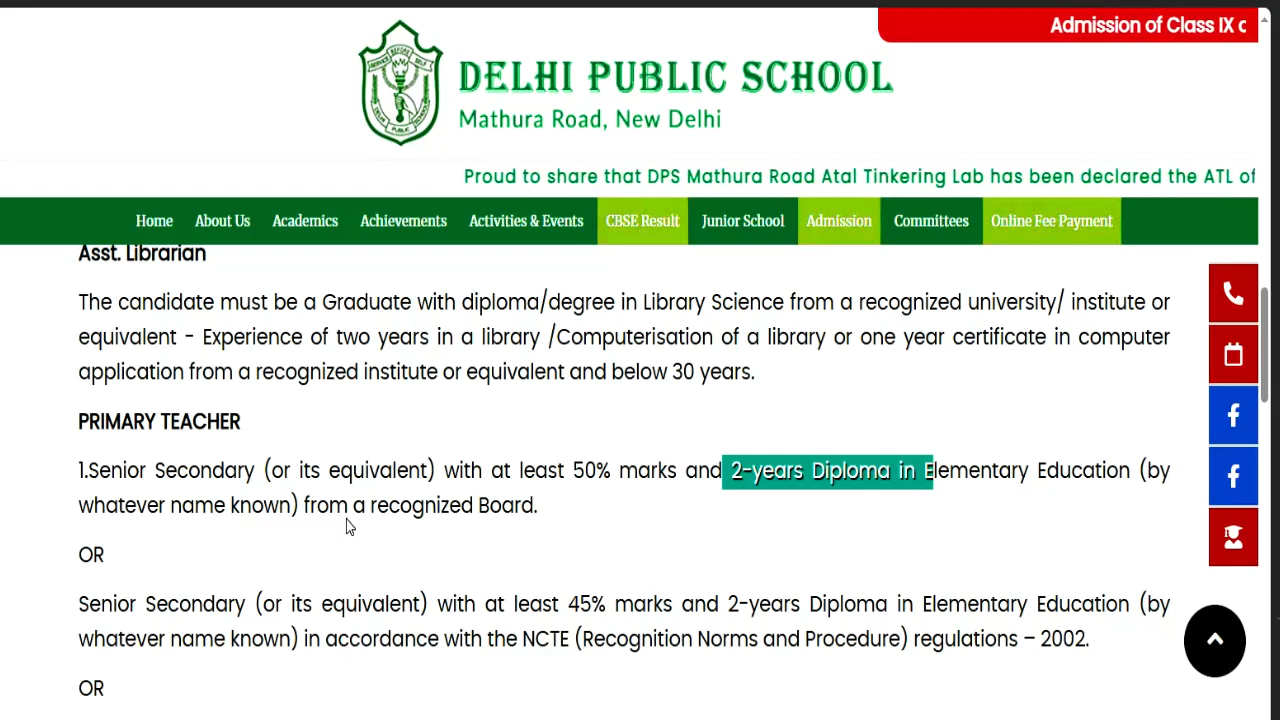 Admission of Class IX
DELHI PUBLIC SCHOOL
Mathura Road, New Delhi
Proud to share that DPS Mathura Road Atal Tinkering Lab has been declared the ATL of
Home About Us Academics Achievements Activities & Events CBSE Result Junior School Admission Committees Online Fee Payment
Asst. Librarian
The candidate must be a Graduate with diploma/degree in Library Science from a recognized university/ institute or
equivalent - Experience of two years in a library /Computerisation of a library or one year certificate in computer
application from a recognized institute or equivalent and below 30 years.
PRIMARY TEACHER
1.Senior Secondary (or its equivalent) with at least 50% marks and 2-years Diploma in Elementary Education (by
whatever name known) from a recognized Board.
OR
Senior Secondary (or its equivalent) with at least 45% marks and 2-years Diploma in Elementary Education (by
whatever name known) in accordance with the NCTE (Recognition Norms and Procedure) regulations – 2002.
OR